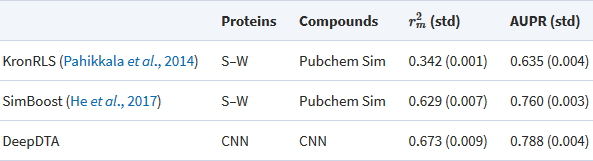 Proteins Compounds r²ₘ (std) AUPR (std)
KronRLS (Pahikkala et al., 2014) S–W Pubchem Sim 0.342 (0.001) 0.635 (0.004)
SimBoost (He et al., 2017) S–W Pubchem Sim 0.629 (0.007) 0.760 (0.003)
DeepDTA CNN CNN 0.673 (0.009) 0.788 (0.004)